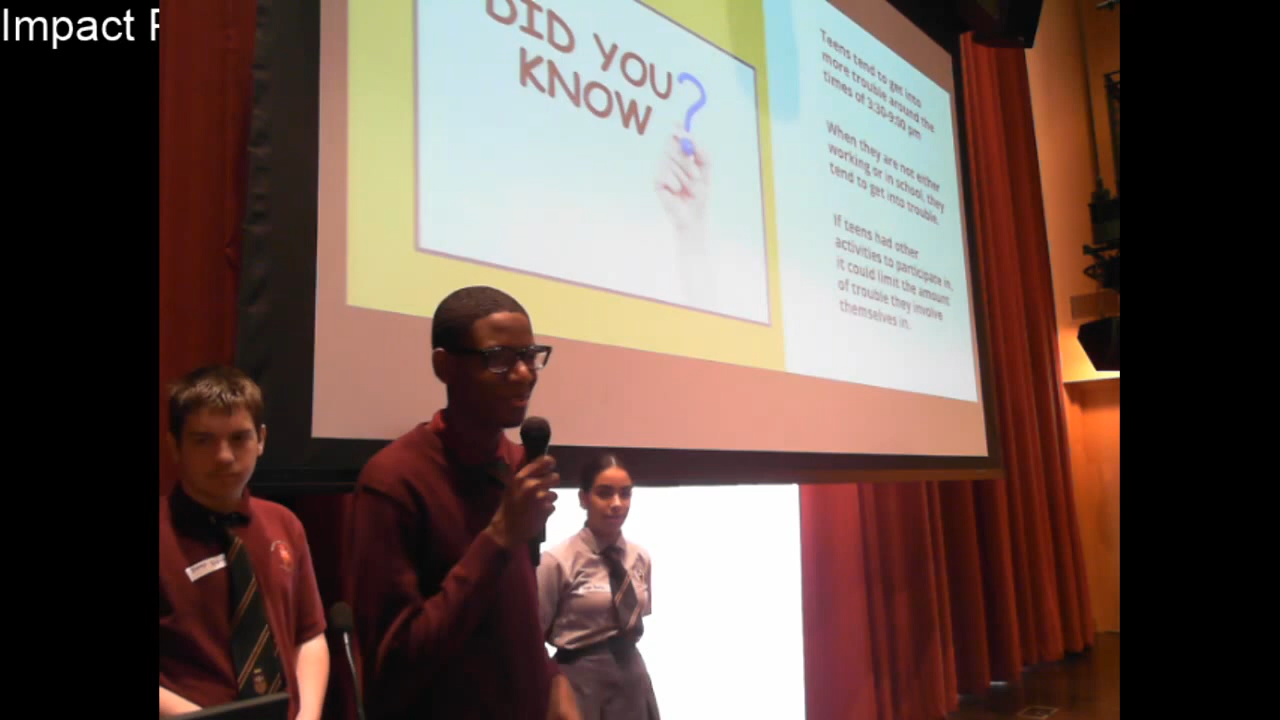 Impact
DID YOU
KNOW ?
Teens tend to get into
more trouble around the
times of 3:30-9:00 pm
When they are not either
working or in school, they
tend to get into trouble.
If teens had other
activities to participate in,
it could limit the amount
of trouble they involve
themselves in.